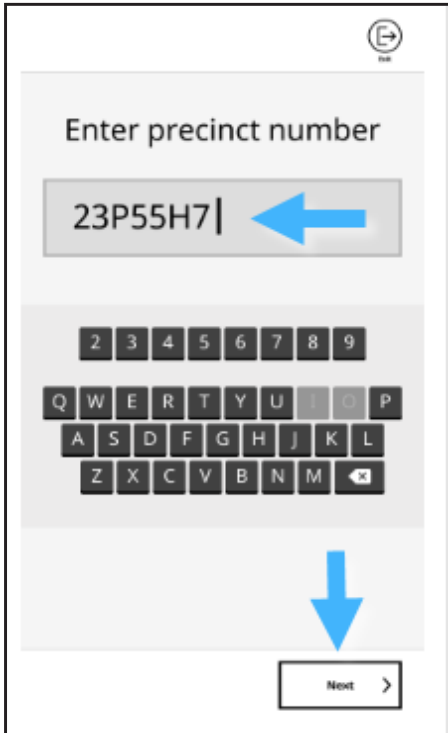 Exit
Enter precinct number
23P55H7
2 3 4 5 6 7 8 9
Q W E R T Y U I O P
A S D F G H J K L
Z X C V B N M
Next